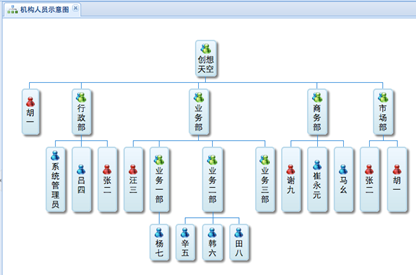 机构人员示意图
创想
天空
胡一
行政部
业务部
商务部
市场部
系统管理员
吕四
张二
汪三
业务一部
业务二部
业务三部
谢九
崔永元
马幺
张二
胡一
杨七
辛五
韩六
田八